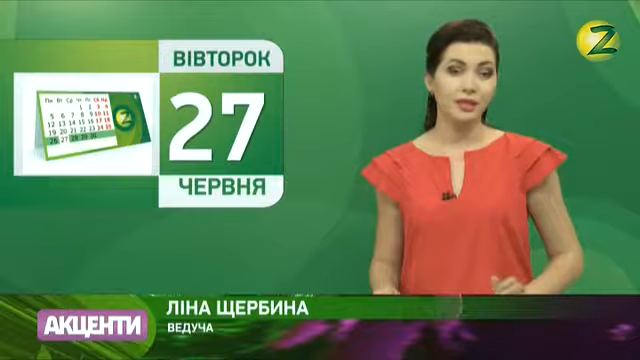 ВІВТОРОК
27
ЧЕРВНЯ
Z
ЛІНА ЩЕРБИНА
АКЦЕНТИ
ВЕДУЧА